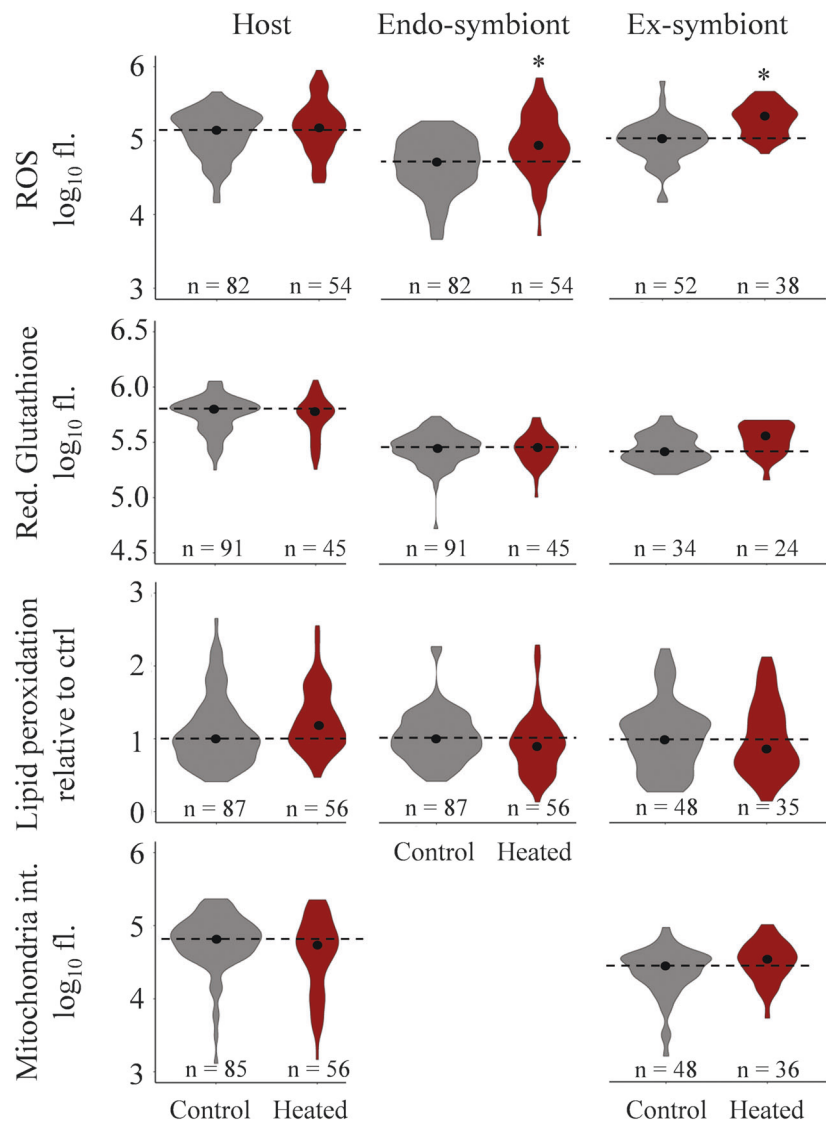 Host Endo-symbiont Ex-symbiont
ROS
log10 fl.
6
5
4
3
*
*
n = 82 n = 54 n = 82 n = 54 n = 52 n = 38
Red. Glutathione
log10 fl.
6.5
6.0
5.5
5.0
4.5
n = 91 n = 45 n = 91 n = 45 n = 34 n = 24
Lipid peroxidation
relative to ctrl
3
2
1
0
n = 87 n = 56 n = 87 n = 56 n = 48 n = 35
Control Heated
Mitochondria int.
log10 fl.
6
5
4
3
n = 85 n = 56 n = 48 n = 36
Control Heated Control Heated